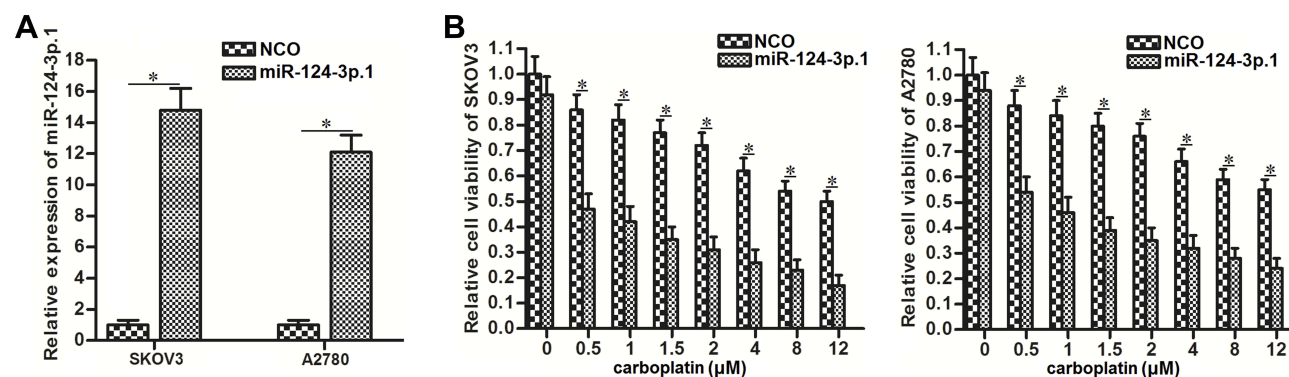 A
Relative expression of miR-124-3p.1
18
16
14
12
10
8
6
4
2
0
NCO
miR-124-3p.1
*
*
SKOV3 A2780
B
Relative cell viability of SKOV3
1.1
1.0
0.9
0.8
0.7
0.6
0.5
0.4
0.3
0.2
0.1
0.0
NCO
miR-124-3p.1
* * * * * * *
0 0.5 1 1.5 2 4 8 12
carboplatin (μM)
Relative cell viability of A2780
1.1
1.0
0.9
0.8
0.7
0.6
0.5
0.4
0.3
0.2
0.1
0.0
NCO
miR-124-3p.1
* * * * * * *
0 0.5 1 1.5 2 4 8 12
carboplatin (μM)